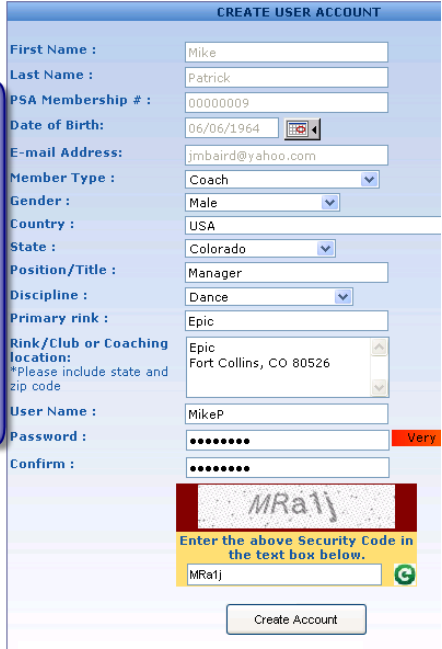 CREATE USER ACCOUNT
First Name : Mike
Last Name : Patrick
PSA Membership # : 00000009
Date of Birth: 06/06/1964
E-mail Address: jmbaird@yahoo.com
Member Type : Coach
Gender : Male
Country : USA
State : Colorado
Position/Title : Manager
Discipline : Dance
Primary rink : Epic
Rink/Club or Coaching location:
*Please include state and zip code
Epic
Fort Collins, CO 80526
User Name : MikeP
Password : ●●●●●●●● Very
Confirm : ●●●●●●●●
MRa1j
Enter the above Security Code in
the text box below.
MRa1j
Create Account